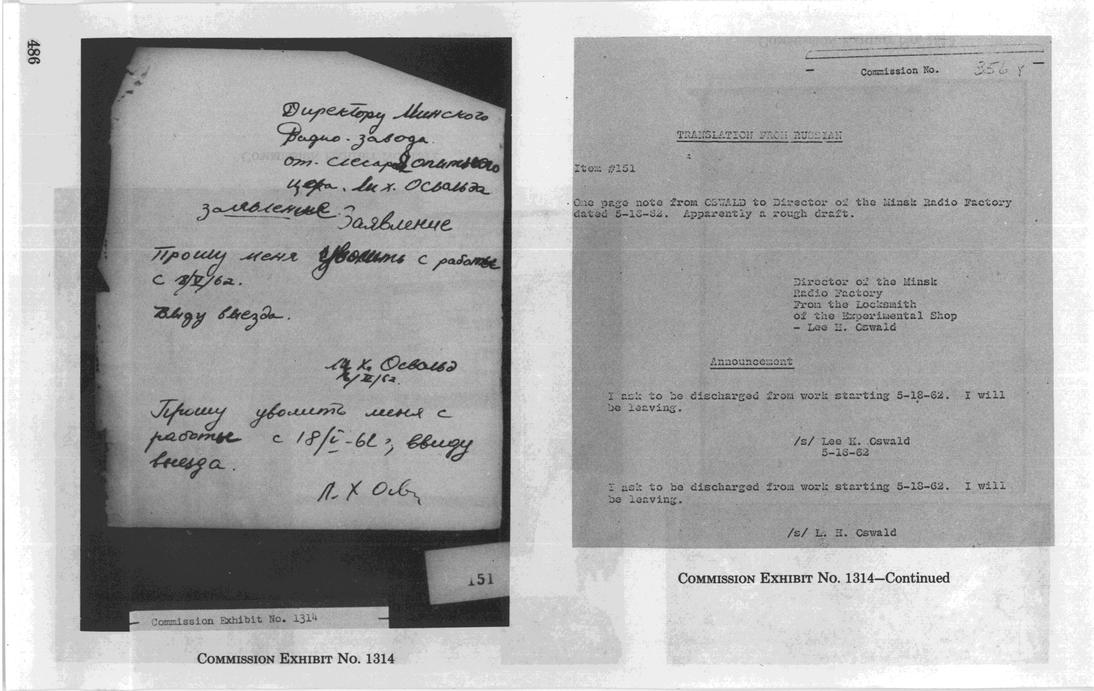 486
Директору Минского
Радио-завода.
от. слесаря Опытного
цеха. Ли х. Освальда
заявление. Заявление
Прошу меня уволить с работы
с 18/V/62.
Ввиду выезда.
Ли Х. Освальд
Прошу уволить меня с
работы с 18/V-62г, ввиду
выезда.
Л. Х Осв
151
Commission Exhibit No. 1314
COMMISSION EXHIBIT NO. 1314
Commission No. 356
TRANSLATION FROM RUSSIAN
Item #151
One page note from OSWALD to Director of the Minsk Radio Factory
dated 5-16-62. Apparently a rough draft.
Director of the Minsk
Radio Factory
From the Locksmith
of the Experimental Shop
- Lee H. Oswald
Announcement
I ask to be discharged from work starting 5-18-62. I will
be leaving.
/s/ Lee H. Oswald
5-16-62
I ask to be discharged from work starting 5-18-62. I will
be leaving.
/s/ L. H. Oswald
COMMISSION EXHIBIT NO. 1314—Continued